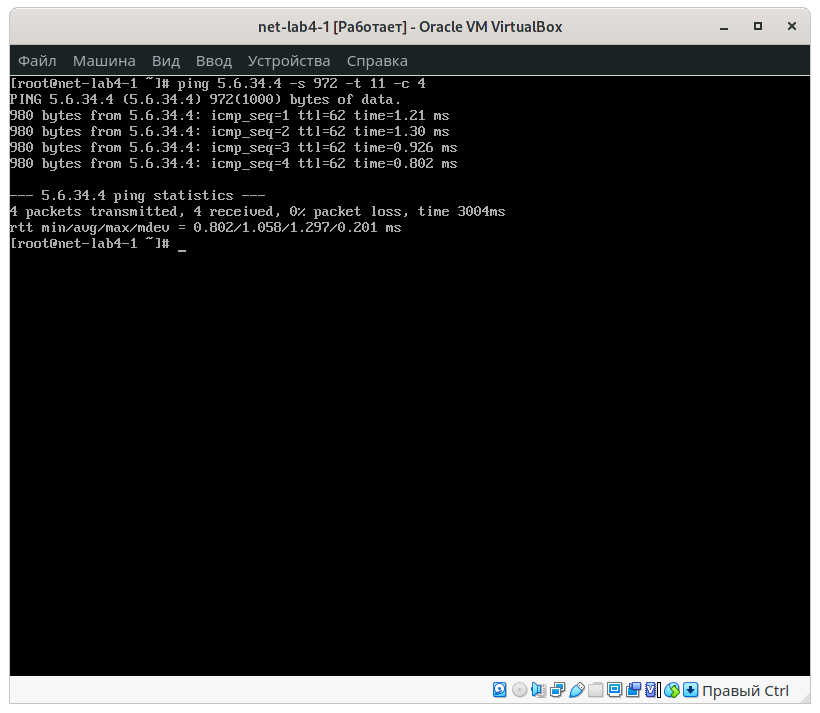 net-lab4-1 [Работает] - Oracle VM VirtualBox
Файл Машина Вид Ввод Устройства Справка
[root@net-lab4-1 ~]# ping 5.6.34.4 -s 972 -t 11 -c 4
PING 5.6.34.4 (5.6.34.4) 972(1000) bytes of data.
980 bytes from 5.6.34.4: icmp_seq=1 ttl=62 time=1.21 ms
980 bytes from 5.6.34.4: icmp_seq=2 ttl=62 time=1.30 ms
980 bytes from 5.6.34.4: icmp_seq=3 ttl=62 time=0.926 ms
980 bytes from 5.6.34.4: icmp_seq=4 ttl=62 time=0.802 ms
--- 5.6.34.4 ping statistics ---
4 packets transmitted, 4 received, 0% packet loss, time 3004ms
rtt min/avg/max/mdev = 0.802/1.058/1.297/0.201 ms
[root@net-lab4-1 ~]# _
Правый Ctrl